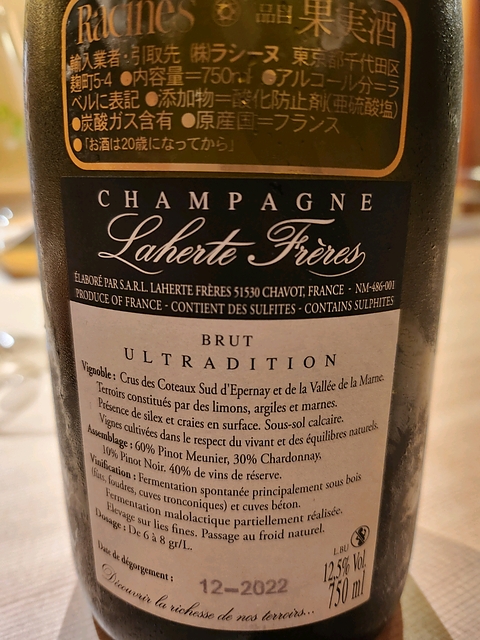 Racines 品目 果実酒
輸入業者・引取先 ㈱ラシーヌ 東京都千代田区
麹町5-4 ●内容量=750ml ●アルコール分=ラ
ベルに表記 ●添加物=酸化防止剤(亜硫酸塩)
●炭酸ガス含有 ●原産国=フランス
●「お酒は20歳になってから」
CHAMPAGNE
Laherte Frères
ÉLABORÉ PAR S.A.R.L. LAHERTE FRÈRES 51530 CHAVOT, FRANCE - NM-486-001
PRODUCE OF FRANCE - CONTIENT DES SULFITES - CONTAINS SULPHITES
BRUT
ULTRADITION
Vignoble : Crus des Coteaux Sud d'Epernay et de la Vallée de la Marne.
Terroirs constitués par des limons, argiles et marnes.
Présence de silex et craies en surface. Sous-sol calcaire.
Vignes cultivées dans le respect du vivant et des équilibres naturels.
Assemblage : 60% Pinot Meunier, 30% Chardonnay,
10% Pinot Noir. 40% de vins de réserve.
Vinification : Fermentation spontanée principalement sous bois
(fûts, foudres, cuves tronconiques) et cuves béton.
Fermentation malolactique partiellement réalisée.
Elevage sur lies fines. Passage au froid naturel.
Dosage : De 6 à 8 gr/L.
L.BU
Date de dégorgement : 12-2022
12,5% Vol.
750 ml
Découvrir la richesse de nos terroirs...